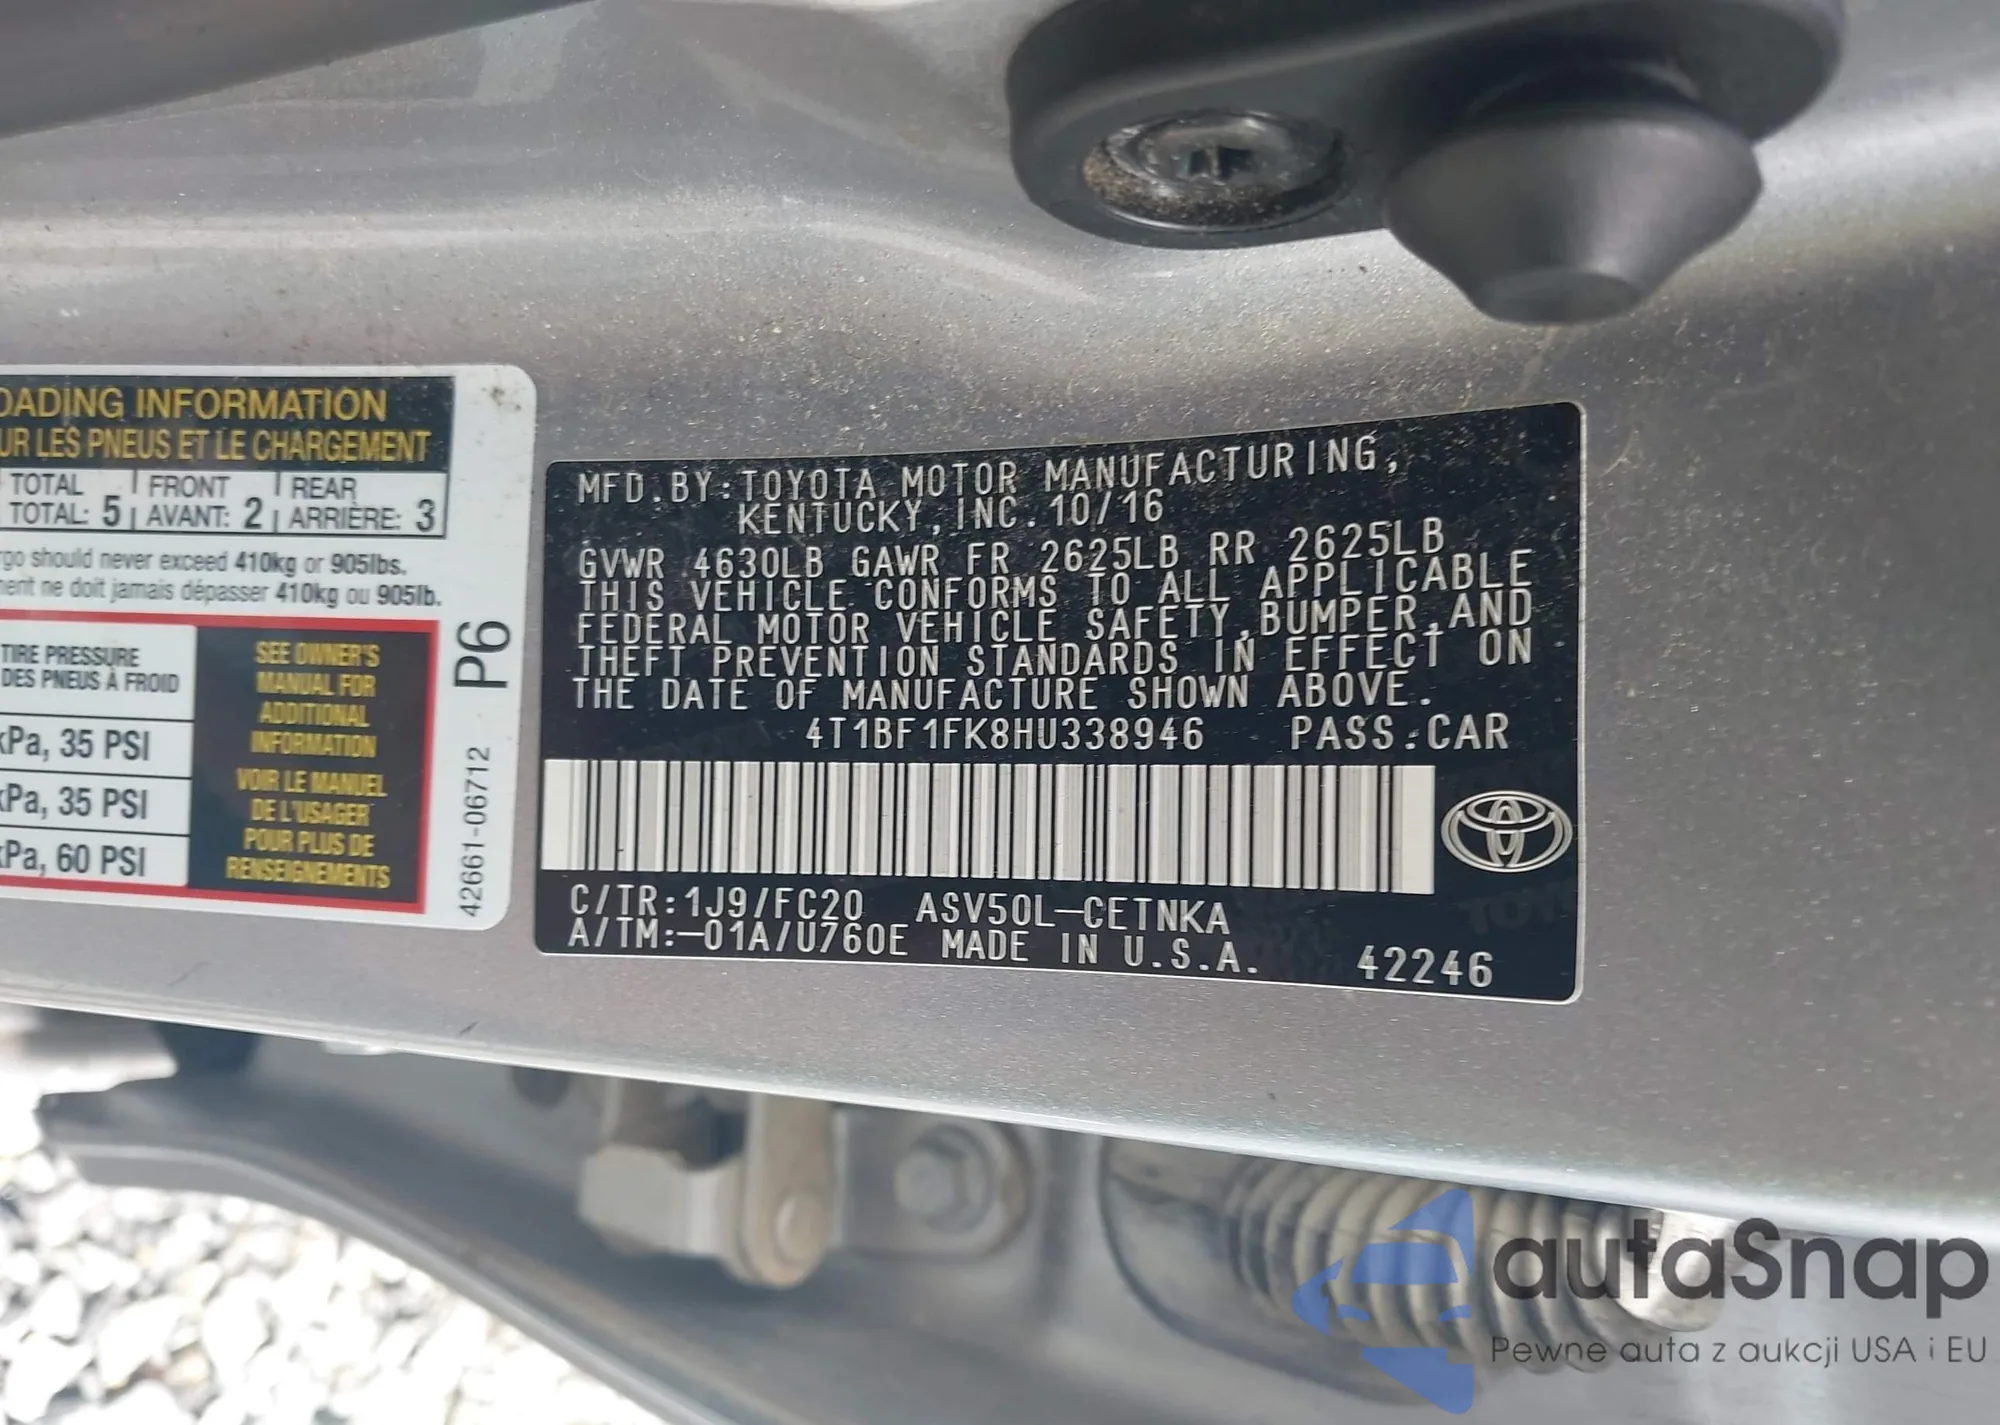 OADING INFORMATION
UR LES PNEUS ET LE CHARGEMENT
TOTAL FRONT REAR
TOTAL: 5 AVANT: 2 ARRIÈRE: 3
rgo should never exceed 410kg or 905lbs.
ment ne doit jamais dépasser 410kg ou 905lb.
TIRE PRESSURE
DES PNEUS À FROID
kPa, 35 PSI
kPa, 35 PSI
kPa, 60 PSI
SEE OWNER'S
MANUAL FOR
ADDITIONAL
INFORMATION
VOIR LE MANUEL
DE L'USAGER
POUR PLUS DE
RENSEIGNEMENTS
P6
42661-06712
MFD.BY:TOYOTA MOTOR MANUFACTURING,
KENTUCKY,INC.10/16
GVWR 4630LB GAWR FR 2625LB RR 2625LB
THIS VEHICLE CONFORMS TO ALL APPLICABLE
FEDERAL MOTOR VEHICLE SAFETY,BUMPER,AND
THEFT PREVENTION STANDARDS IN EFFECT ON
THE DATE OF MANUFACTURE SHOWN ABOVE.
4T1BF1FK8HU338946 PASS.CAR
C/TR:1J9/FC20 ASV50L-CETNKA
A/TM:-01A/U760E MADE IN U.S.A. 42246
autaSnap
Pewne auta z aukcji USA i EU